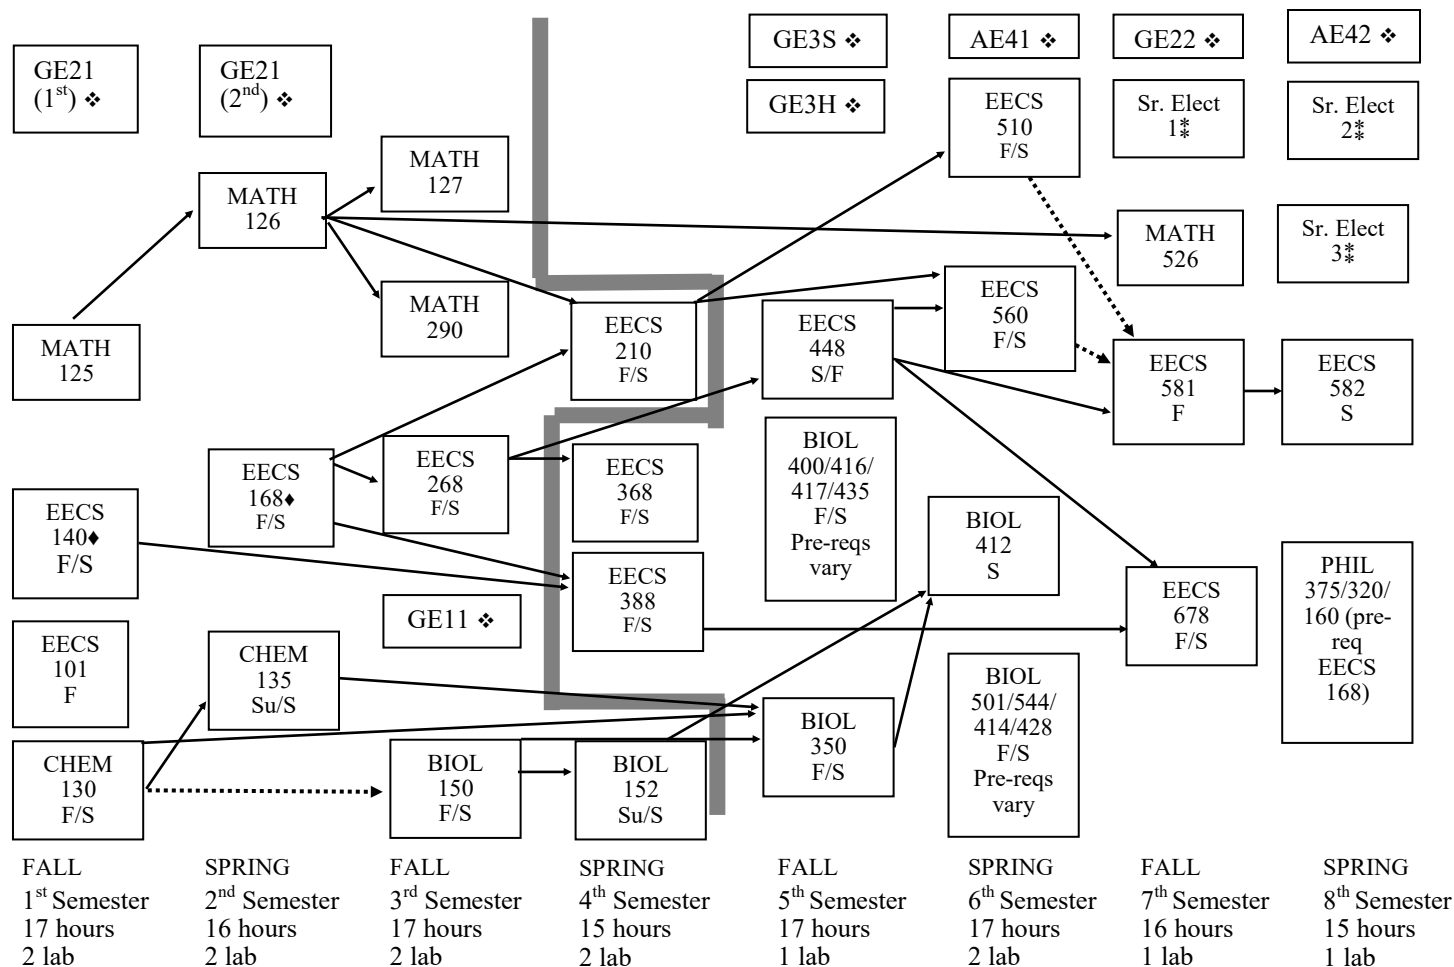 GE21
(1st) ❖
GE21
(2nd) ❖
GE3S ❖
AE41 ❖
GE22 ❖
AE42 ❖
GE3H ❖
EECS
510
F/S
Sr. Elect
1⁑
Sr. Elect
2⁑
MATH
127
MATH
126
MATH
526
Sr. Elect
3⁑
MATH
125
MATH
290
EECS
210
F/S
EECS
448
S/F
EECS
560
F/S
EECS
581
F
EECS
582
S
EECS
140♦
F/S
EECS
168♦
F/S
EECS
268
F/S
EECS
368
F/S
BIOL
400/416/
417/435
F/S
Pre-reqs
vary
BIOL
412
S
EECS
388
F/S
GE11 ❖
EECS
678
F/S
PHIL
375/320/
160 (pre-
req
EECS
168)
EECS
101
F
CHEM
135
Su/S
BIOL
501/544/
414/428
F/S
Pre-reqs
vary
CHEM
130
F/S
BIOL
150
F/S
BIOL
152
Su/S
BIOL
350
F/S
FALL
1st Semester
17 hours
2 lab
SPRING
2nd Semester
16 hours
2 lab
FALL
3rd Semester
17 hours
2 lab
SPRING
4th Semester
15 hours
2 lab
FALL
5th Semester
17 hours
1 lab
SPRING
6th Semester
17 hours
2 lab
FALL
7th Semester
16 hours
1 lab
SPRING
8th Semester
15 hours
1 lab